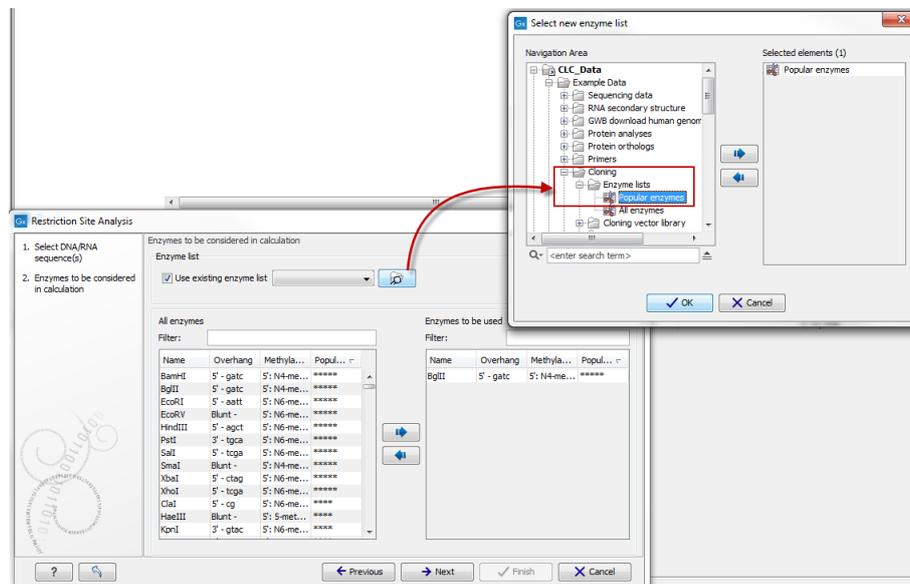 Gx Select new enzyme list
Navigation Area
CLC_Data
Example Data
Sequencing data
RNA secondary structure
GWB download human genom
Protein analyses
Protein orthologs
Primers
Cloning
Enzyme lists
Popular enzymes
All enzymes
Cloning vector library
<enter search term>
Selected elements (1)
Popular enzymes
OK Cancel
Gx Restriction Site Analysis
1. Select DNA/RNA
sequence(s)
2. Enzymes to be considered
in calculation
Enzymes to be considered in calculation
Enzyme list
Use existing enzyme list
All enzymes
Filter:
Name Overhang Methyla... Popul...
BamHI 5' - gatc 5': N4-me... *****
BglII 5' - gatc 5': N4-me... *****
EcoRI 5' - aatt 5': N6-me... *****
EcoRV Blunt - 5': N6-me... *****
HindIII 5' - agct 5': N6-me... *****
PstI 3' - tgca 5': N6-me... *****
SalI 5' - tcga 5': N6-me... *****
SmaI Blunt - 5': N4-me... *****
XbaI 5' - ctag 5': N6-me... *****
XhoI 5' - tcga 5': N6-me... *****
ClaI 5' - cg 5': N6-me... ****
HaeIII Blunt - 5': 5-met... ****
KpnI 3' - gtac 5': N6-me... ****
Enzymes to be used
Filter:
Name Overhang Methyla... Popul...
BglII 5' - gatc 5': N4-me... *****
? Previous Next Finish Cancel